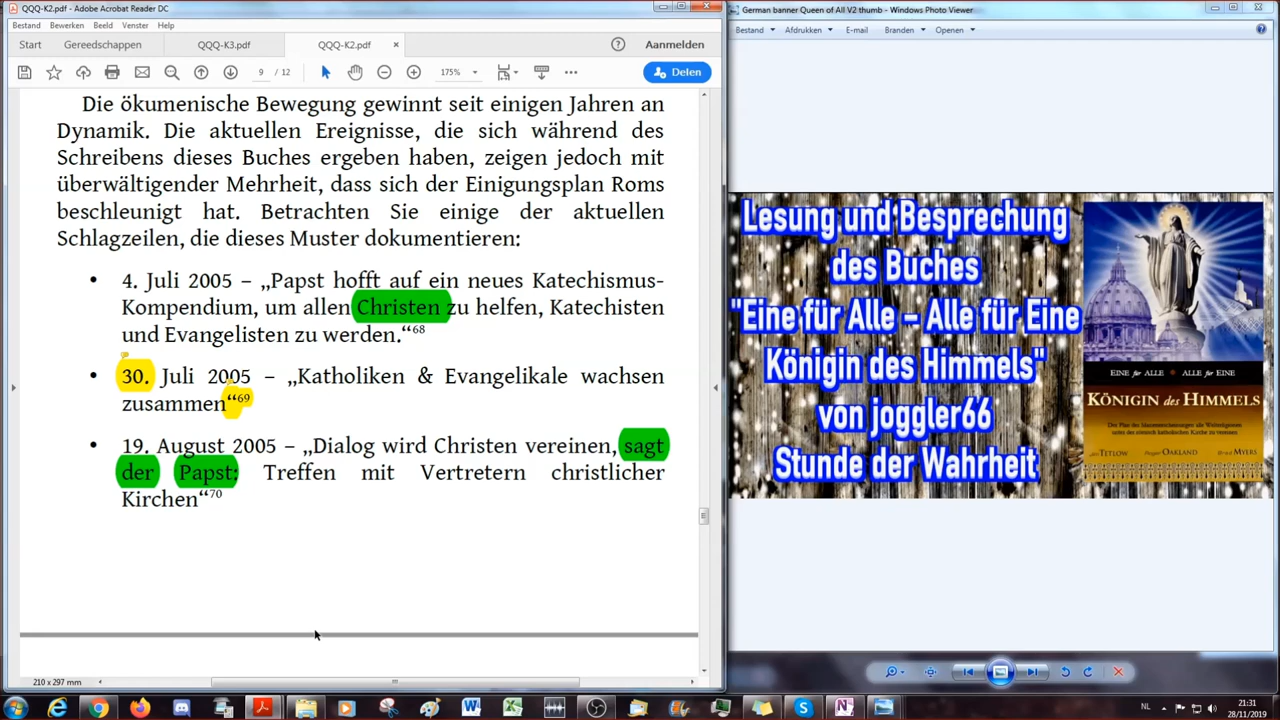 QQQ-K2.pdf - Adobe Acrobat Reader DC
Bestand Bewerken Beeld Venster Help
Start Gereedschappen QQQ-K3.pdf QQQ-K2.pdf × Aanmelden
9 / 12 175% Delen
Die ökumenische Bewegung gewinnt seit einigen Jahren an
Dynamik. Die aktuellen Ereignisse, die sich während des
Schreibens dieses Buches ergeben haben, zeigen jedoch mit
überwältigender Mehrheit, dass sich der Einigungsplan Roms
beschleunigt hat. Betrachten Sie einige der aktuellen
Schlagzeilen, die dieses Muster dokumentieren:
• 4. Juli 2005 – „Papst hofft auf ein neues Katechismus-
Kompendium, um allen Christen zu helfen, Katechisten
und Evangelisten zu werden.“68
• 30. Juli 2005 – „Katholiken & Evangelikale wachsen
zusammen“69
• 19. August 2005 – „Dialog wird Christen vereinen, sagt
der Papst: Treffen mit Vertretern christlicher
Kirchen“70
210 x 297 mm
German banner Queen of All V2 thumb - Windows Photo Viewer
Bestand Afdrukken E-mail Branden Openen
Lesung und Besprechung
des Buches
"Eine für Alle – Alle für Eine
Königin des Himmels"
von joggler66
Stunde der Wahrheit
EINE für ALLE ALLE für EINE
KÖNIGIN des HIMMELS
TETLOW OAKLAND MYERS
NL 21:31
28/11/2019